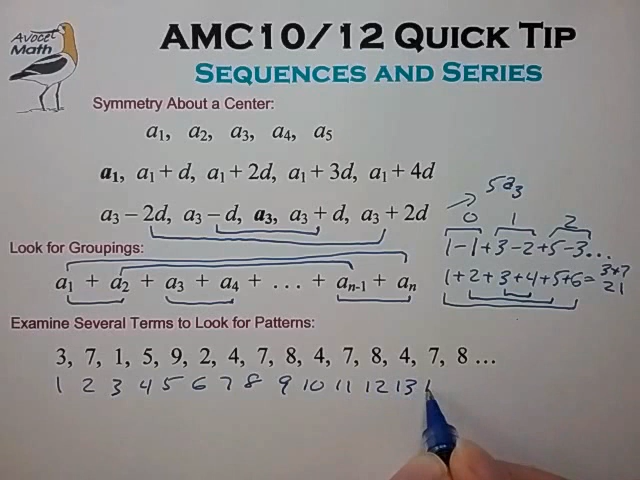 Avocet Math
AMC10/12 QUICK TIP
SEQUENCES AND SERIES
Symmetry About a Center:
a₁, a₂, a₃, a₄, a₅
a₁, a₁ + d, a₁ + 2d, a₁ + 3d, a₁ + 4d
a₃ – 2d, a₃ – d, a₃, a₃ + d, a₃ + 2d
→ 5a₃
0 1 2
1-1+3-2+5-3...
1+2+3+4+5+6= 3*7
21
Look for Groupings:
a₁ + a₂ + a₃ + a₄ + . . . + aₙ₋₁ + aₙ
Examine Several Terms to Look for Patterns:
3, 7, 1, 5, 9, 2, 4, 7, 8, 4, 7, 8, 4, 7, 8 ...
1 2 3 4 5 6 7 8 9 10 11 12 13 1